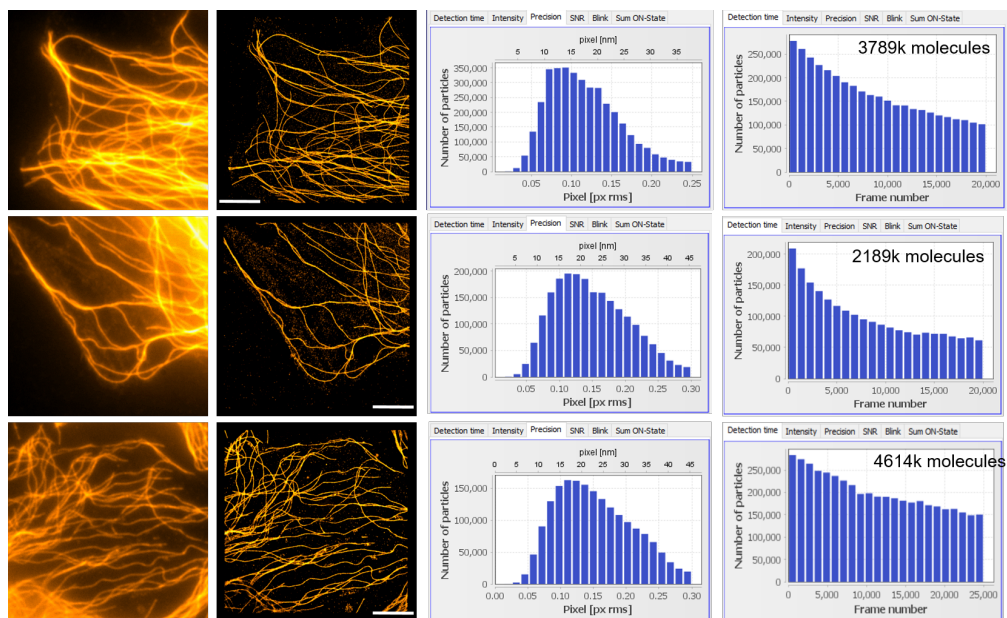 Detection time Intensity Precision SNR Blink Sum ON-State
pixel [nm]
5 10 15 20 25 30 35
Number of particles
350,000
300,000
250,000
200,000
150,000
100,000
50,000
0
0.05 0.10 0.15 0.20 0.25
Pixel [px rms]
Detection time Intensity Precision SNR Blink Sum ON-State
3789k molecules
Number of particles
250,000
200,000
150,000
100,000
50,000
0
0 5,000 10,000 15,000 20,000
Frame number
Detection time Intensity Precision SNR Blink Sum ON-State
pixel [nm]
5 10 15 20 25 30 35 40 45
Number of particles
200,000
150,000
100,000
50,000
0
0.05 0.10 0.15 0.20 0.25 0.30
Pixel [px rms]
Detection time Intensity Precision SNR Blink Sum ON-State
2189k molecules
Number of particles
200,000
150,000
100,000
50,000
0
0 5,000 10,000 15,000 20,000
Frame number
Detection time Intensity Precision SNR Blink Sum ON-State
pixel [nm]
0 5 10 15 20 25 30 35 40 45
Number of particles
150,000
100,000
50,000
0
0.00 0.05 0.10 0.15 0.20 0.25 0.30
Pixel [px rms]
Detection time Intensity Precision SNR Blink Sum ON-State
4614k molecules
Number of particles
250,000
200,000
150,000
100,000
50,000
0
0 5,000 10,000 15,000 20,000 25,000
Frame number